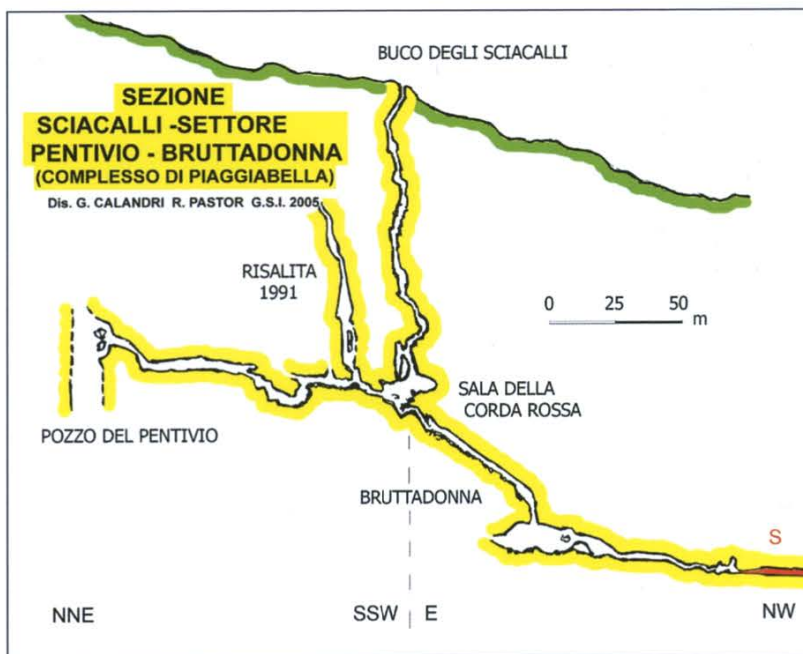 BUCO DEGLI SCIACALLI
SEZIONE
SCIACALLI -SETTORE
PENTIVIO - BRUTTADONNA
(COMPLESSO DI PIAGGIABELLA)
Dis. G. CALANDRI R. PASTOR G.S.I. 2005
RISALITA
1991
0 25 50
m
SALA DELLA
CORDA ROSSA
POZZO DEL PENTIVIO
BRUTTADONNA
S
NNE SSW E NW